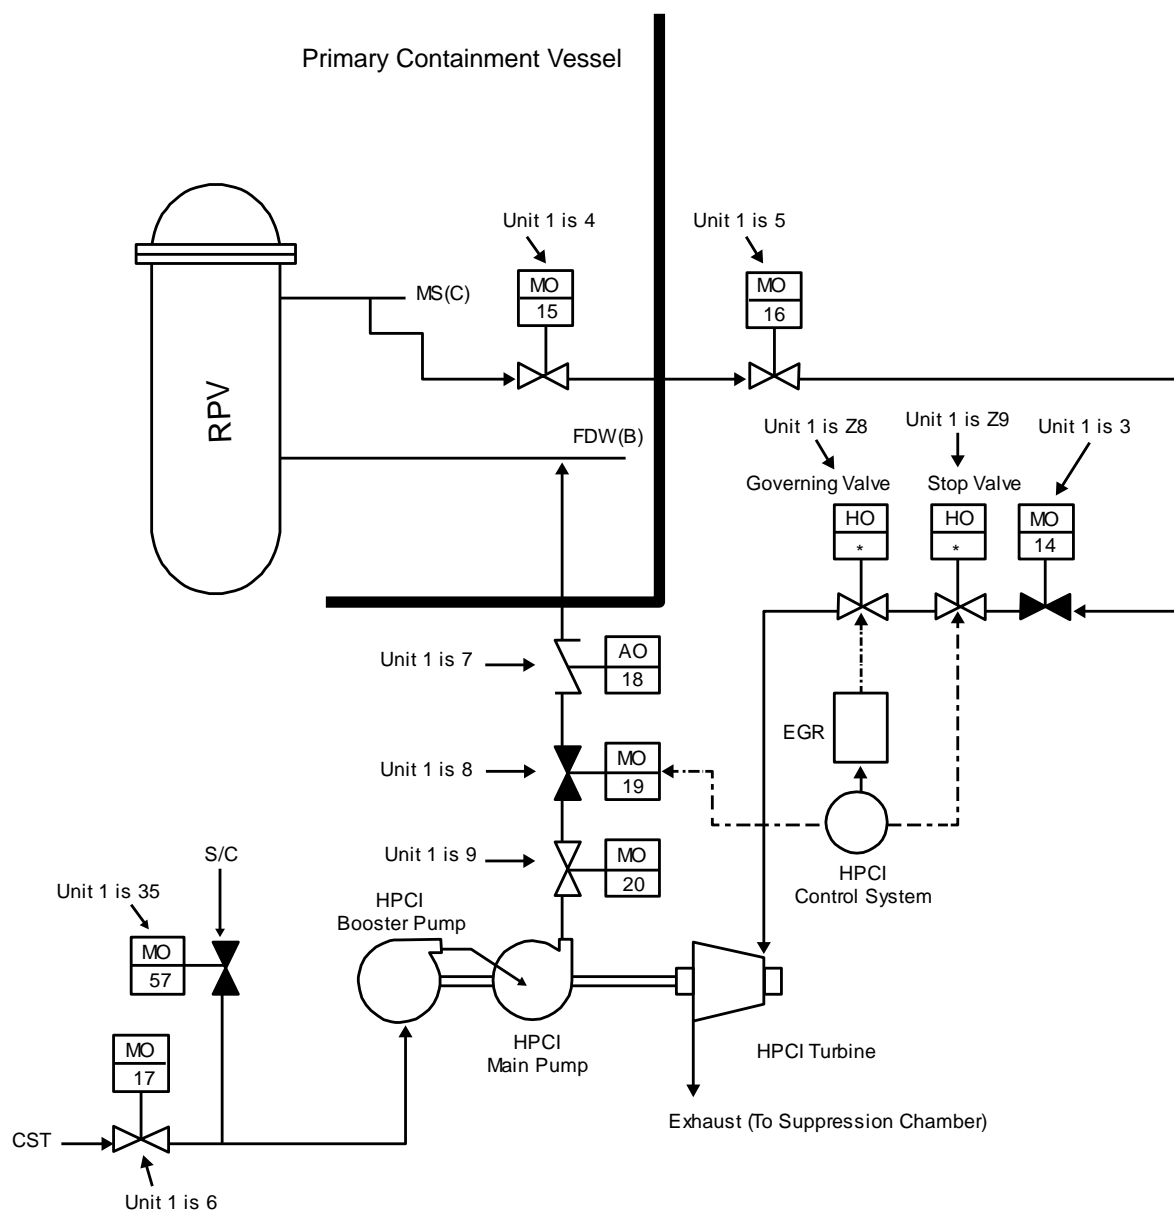 Primary Containment Vessel
Unit 1 is 4
Unit 1 is 5
MO
15
MO
16
MS(C)
RPV
FDW(B)
Unit 1 is Z8
Unit 1 is Z9
Unit 1 is 3
Governing Valve
Stop Valve
HO
*
HO
*
MO
14
Unit 1 is 7
AO
18
EGR
Unit 1 is 8
MO
19
Unit 1 is 9
MO
20
HPCI
Control System
S/C
Unit 1 is 35
MO
57
HPCI
Booster Pump
HPCI
Main Pump
HPCI Turbine
MO
17
Exhaust (To Suppression Chamber)
CST
Unit 1 is 6